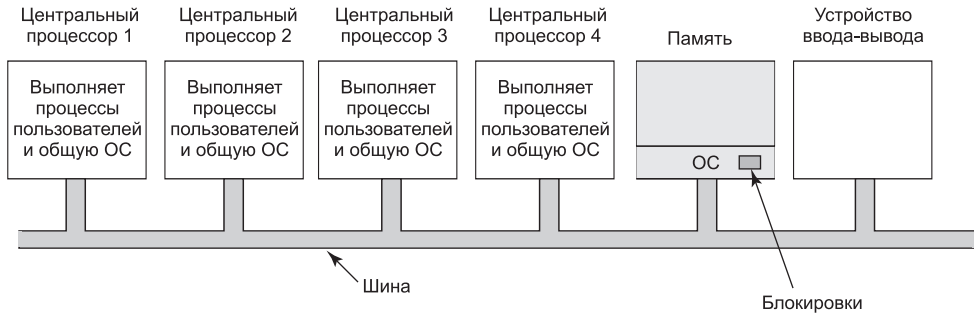 Центральный
процессор 1
Центральный
процессор 2
Центральный
процессор 3
Центральный
процессор 4
Память
Устройство
ввода-вывода
Выполняет
процессы
пользователей
и общую ОС
Выполняет
процессы
пользователей
и общую ОС
Выполняет
процессы
пользователей
и общую ОС
Выполняет
процессы
пользователей
и общую ОС
ОС
Шина
Блокировки